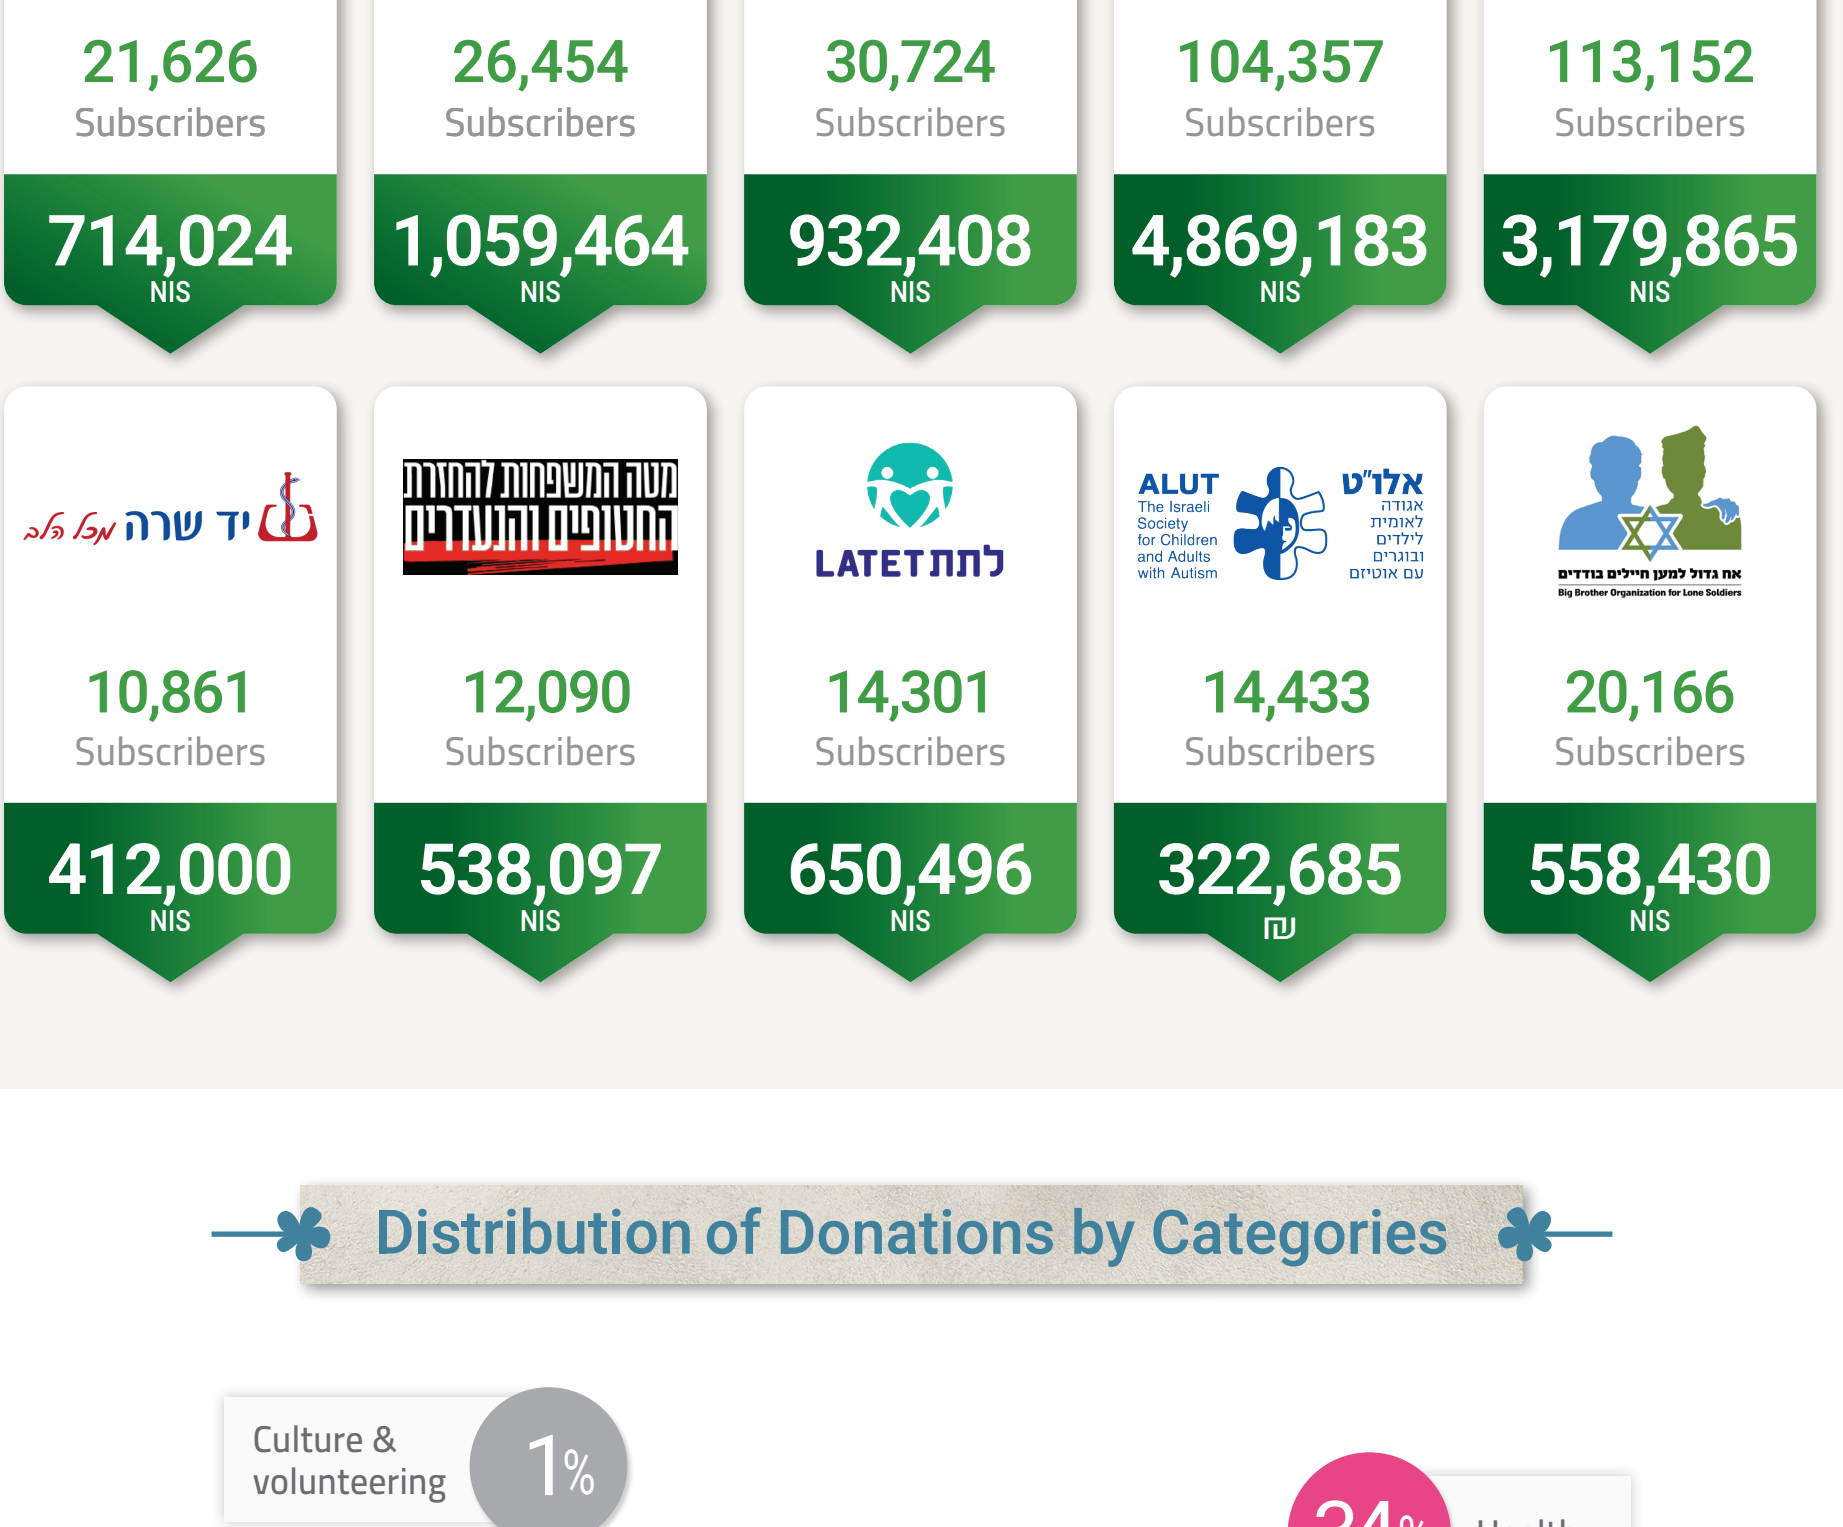 21,626
Subscribers
714,024
NIS
26,454
Subscribers
1,059,464
NIS
30,724
Subscribers
932,408
NIS
104,357
Subscribers
4,869,183
NIS
113,152
Subscribers
3,179,865
NIS
יד שרה מכל הלב
10,861
Subscribers
412,000
NIS
מטה המשפחות להחזרת
החטופים והנעדרים
12,090
Subscribers
538,097
NIS
LATET לתת
14,301
Subscribers
650,496
NIS
ALUT
The Israeli
Society
for Children
and Adults
with Autism
אלו"ט
אגודה
לאומית
לילדים
ובוגרים
עם אוטיזם
14,433
Subscribers
322,685
₪
אח גדול למען חיילים בודדים
Big Brother Organization for Lone Soldiers
20,166
Subscribers
558,430
NIS
Distribution of Donations by Categories
Culture &
volunteering
1%